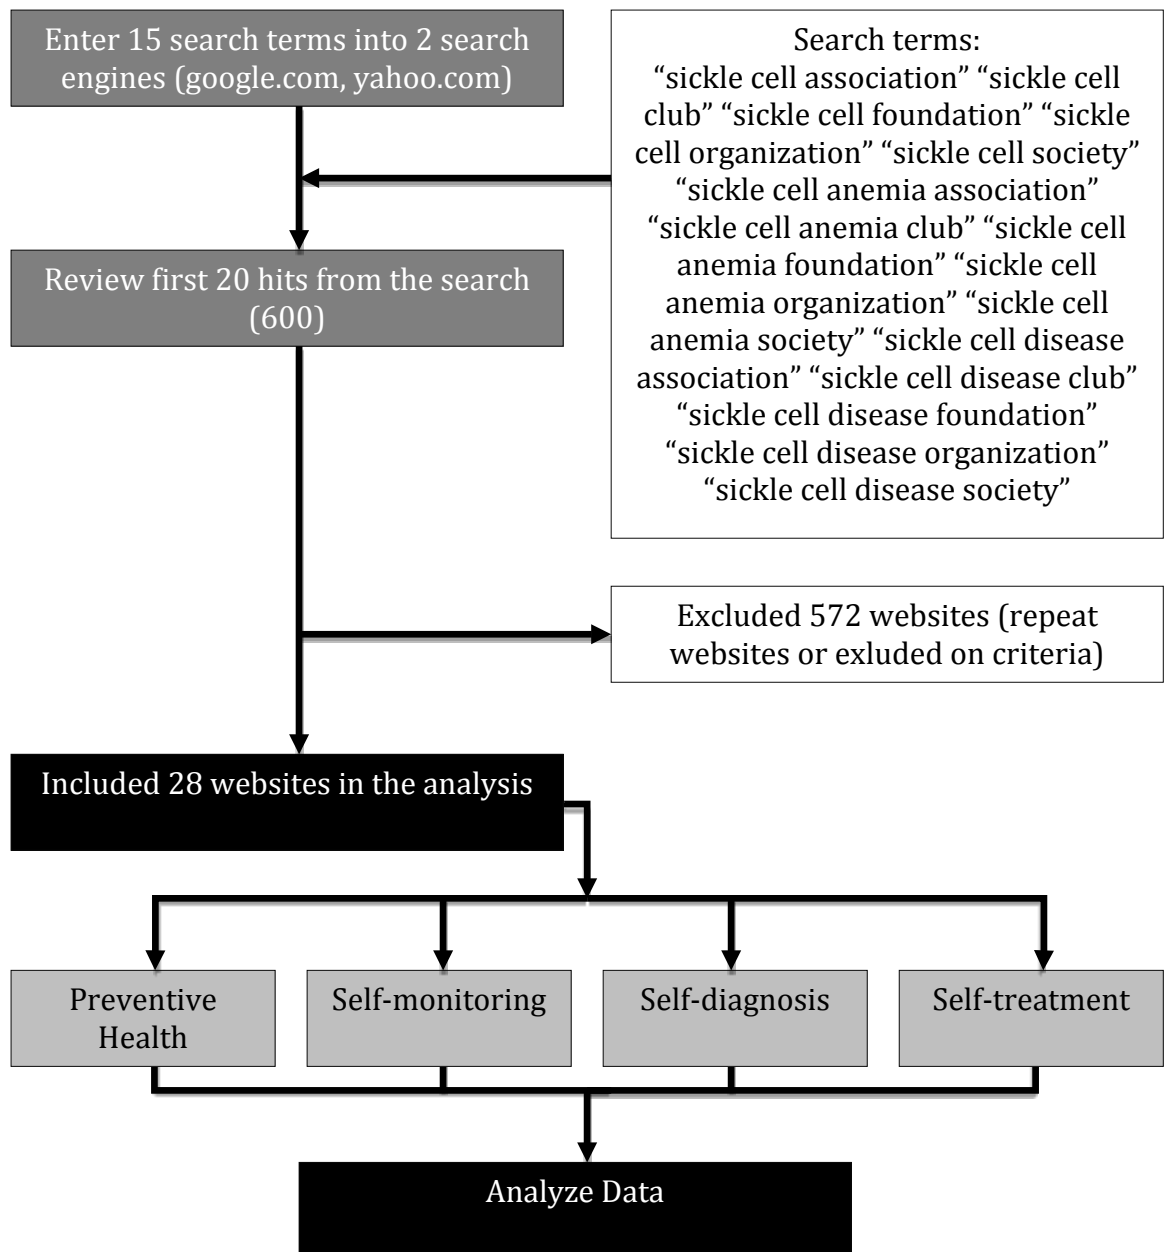 Enter 15 search terms into 2 search
engines (google.com, yahoo.com)
Search terms:
“sickle cell association” “sickle cell
club” “sickle cell foundation” “sickle
cell organization” “sickle cell society”
“sickle cell anemia association”
“sickle cell anemia club” “sickle cell
anemia foundation” “sickle cell
anemia organization” “sickle cell
anemia society” “sickle cell disease
association” “sickle cell disease club”
“sickle cell disease foundation”
“sickle cell disease organization”
“sickle cell disease society”
Review first 20 hits from the search
(600)
Excluded 572 websites (repeat
websites or exluded on criteria)
Included 28 websites in the analysis
Preventive
Health
Self-monitoring
Self-diagnosis
Self-treatment
Analyze Data